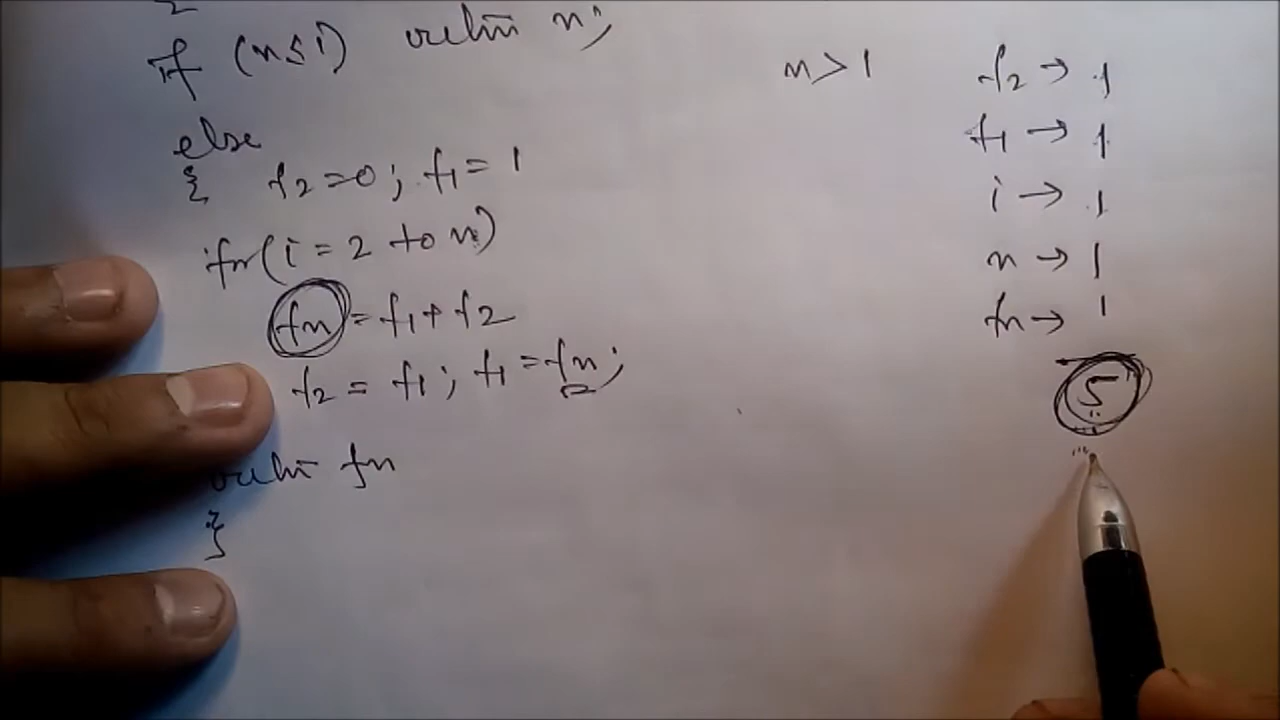 {
if (n≤1) return n;
else
{ f2=0; f1=1
for(i=2 to n)
fn = f1+f2
f2 = f1; f1=fn;
return fn
}
n>1
f2→1
f1→1
i→1
n→1
fn→1
5